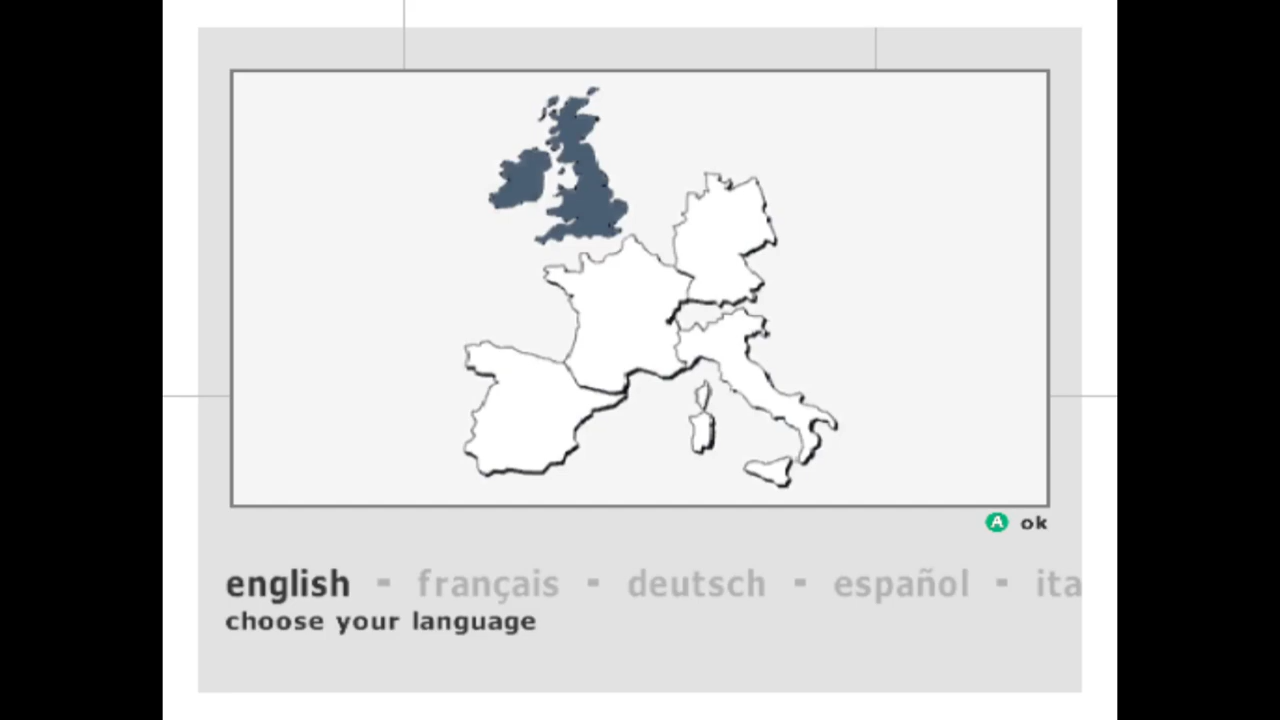 A ok
english - français - deutsch - español - ita
choose your language